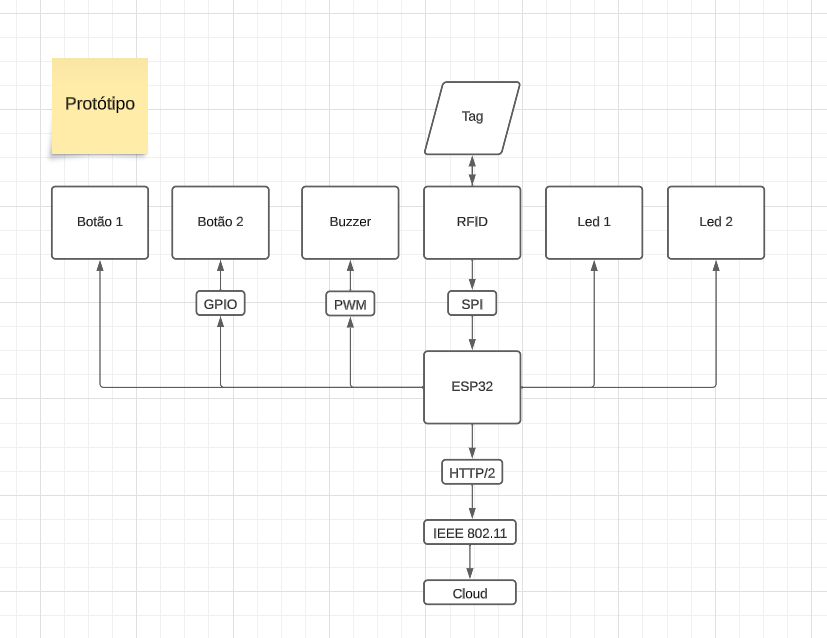 Protótipo
Tag
Botão 1
Botão 2
Buzzer
RFID
Led 1
Led 2
GPIO
PWM
SPI
ESP32
HTTP/2
IEEE 802.11
Cloud